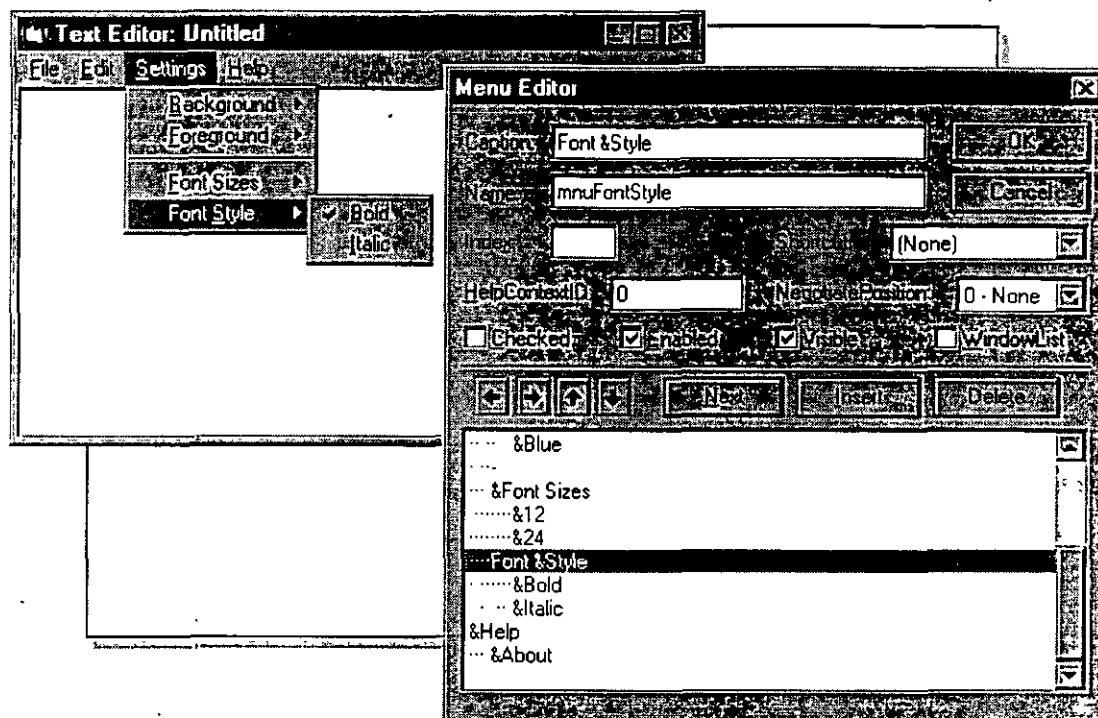 Text Editor: Untitled
File Edit Settings Help
Background
Foreground
Font Sizes
Font Style
Bold
Italic
Menu Editor
Caption: Font &Style OK
Name: mnuFontStyle Cancel
Index: Shortcut: (None)
HelpContextID: 0 NegotiatePosition: 0 - None
Checked Enabled Visible WindowList
Next Insert Delete
···· ···· &Blue
···· -
···· &Font Sizes
········&12
········&24
····Font &Style
········&Bold
···· ···· &Italic
&Help
···· &About